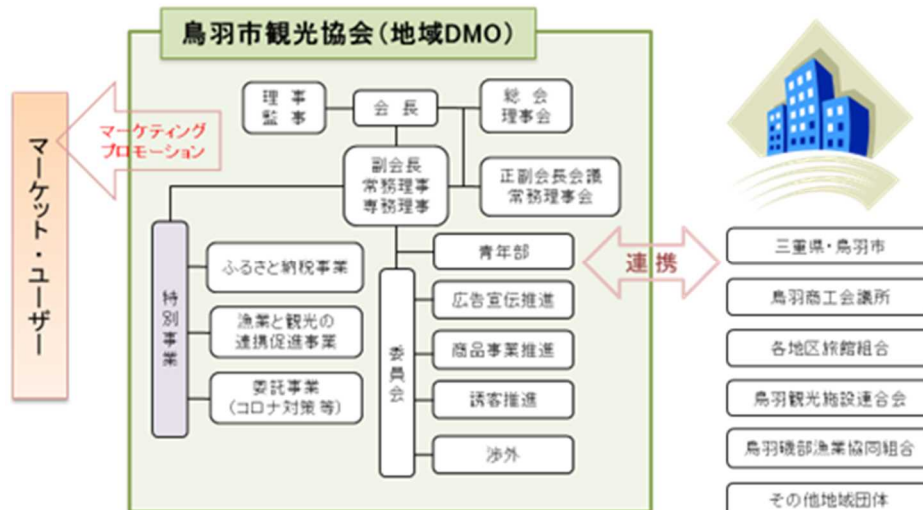 鳥羽市観光協会(地域DMO)
マーケット・ユーザー
マーケティング
プロモーション
理 事
監 事
会 長
総 会
理事会
副会長
常務理事
専務理事
正副会長会議
常務理事会
特別事業
ふるさと納税事業
漁業と観光の
連携促進事業
委託事業
(コロナ対策 等)
委員会
青年部
広告宣伝推進
商品事業推進
誘客推進
渉外
連 携
三重県・鳥羽市
鳥羽商工会議所
各地区旅館組合
鳥羽観光施設連合会
鳥羽磯部漁業協同組合
その他地域団体